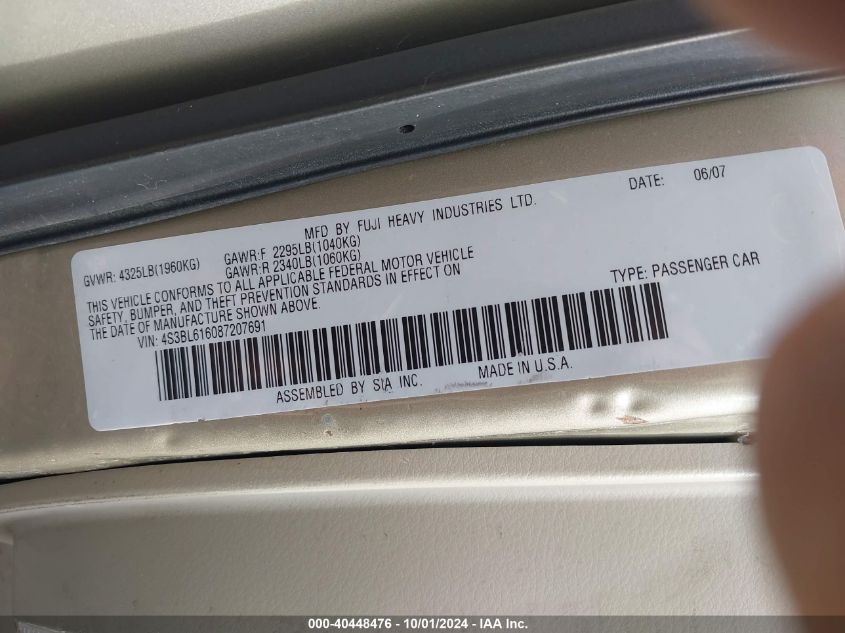 MFD BY FUJI HEAVY INDUSTRIES LTD.
DATE: 06/07
GVWR: 4325LB(1960KG)
GAWR:F 2295LB(1040KG)
GAWR:R 2340LB(1060KG)
THIS VEHICLE CONFORMS TO ALL APPLICABLE FEDERAL MOTOR VEHICLE
SAFETY, BUMPER, AND THEFT PREVENTION STANDARDS IN EFFECT ON
THE DATE OF MANUFACTURE SHOWN ABOVE.
VIN: 4S3BL616087207691
TYPE: PASSENGER CAR
ASSEMBLED BY SIA INC.
MADE IN U.S.A.
000-40448476 - 10/01/2024 - IAA Inc.